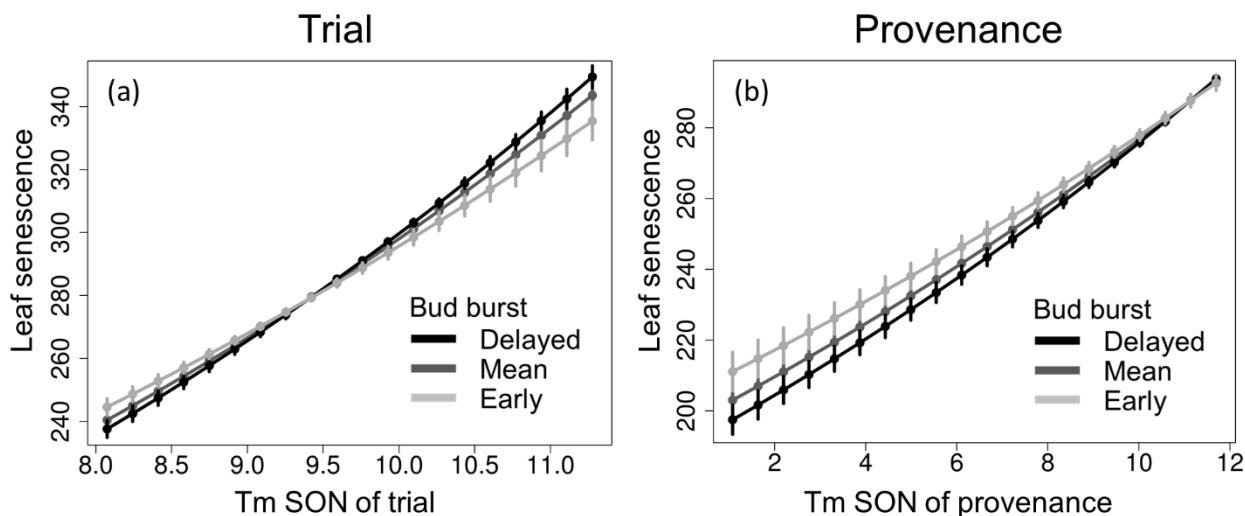 Trial
(a)
Leaf senescence
340
320
300
280
260
240
Bud burst
Delayed
Mean
Early
8.0 8.5 9.0 9.5 10.0 10.5 11.0
Tm SON of trial
Provenance
(b)
Leaf senescence
280
260
240
220
200
Bud burst
Delayed
Mean
Early
2 4 6 8 10 12
Tm SON of provenance